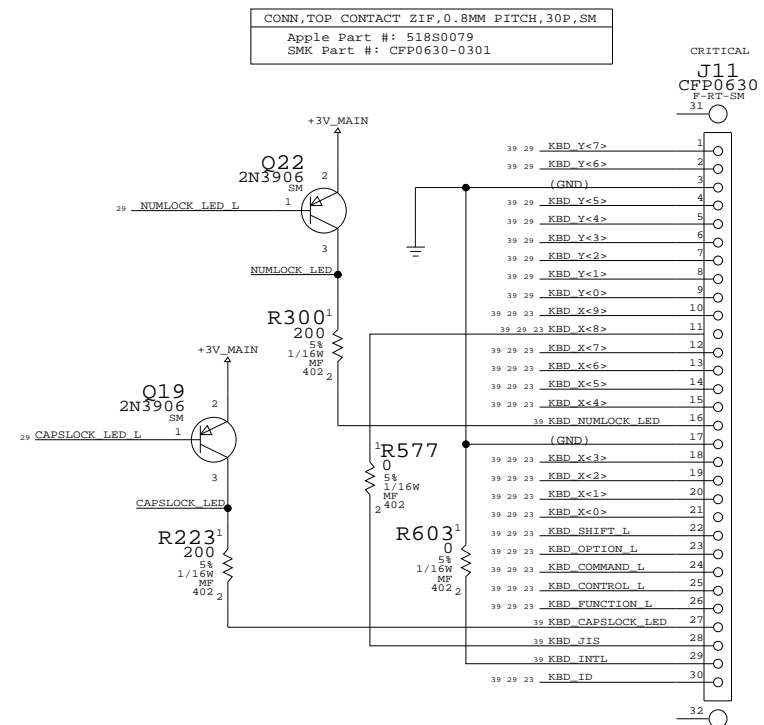 CONN,TOP CONTACT ZIF,0.8MM PITCH,30P,SM
Apple Part #: 518S0079
SMK Part #: CFP0630-0301
CRITICAL
J11
CFP0630
F-RT-SM
31
+3V_MAIN
Q22
2N3906
SM
2
1
3
29 NUMLOCK_LED_L
NUMLOCK_LED
R300
200
5%
1/16W
MF
402
1
2
+3V_MAIN
Q19
2N3906
SM
2
1
3
29 CAPSLOCK_LED_L
CAPSLOCK_LED
R223
200
5%
1/16W
MF
402
1
2
R577
0
5%
1/16W
MF
402
1
2
R603
0
5%
1/16W
MF
402
1
2
39 29 KBD_Y<7> 1
39 29 KBD_Y<6> 2
(GND) 3
39 29 KBD_Y<5> 4
39 29 KBD_Y<4> 5
39 29 KBD_Y<3> 6
39 29 KBD_Y<2> 7
39 29 KBD_Y<1> 8
39 29 KBD_Y<0> 9
39 29 23 KBD_X<9> 10
39 29 23 KBD_X<8> 11
39 29 23 KBD_X<7> 12
39 29 23 KBD_X<6> 13
39 29 23 KBD_X<5> 14
39 29 23 KBD_X<4> 15
39 KBD_NUMLOCK_LED 16
(GND) 17
39 29 23 KBD_X<3> 18
39 29 23 KBD_X<2> 19
39 29 23 KBD_X<1> 20
39 29 23 KBD_X<0> 21
39 29 23 KBD_SHIFT_L 22
39 29 23 KBD_OPTION_L 23
39 29 23 KBD_COMMAND_L 24
39 29 23 KBD_CONTROL_L 25
39 29 23 KBD_FUNCTION_L 26
39 KBD_CAPSLOCK_LED 27
39 KBD_JIS 28
39 KBD_INTL 29
39 29 23 KBD_ID 30
32